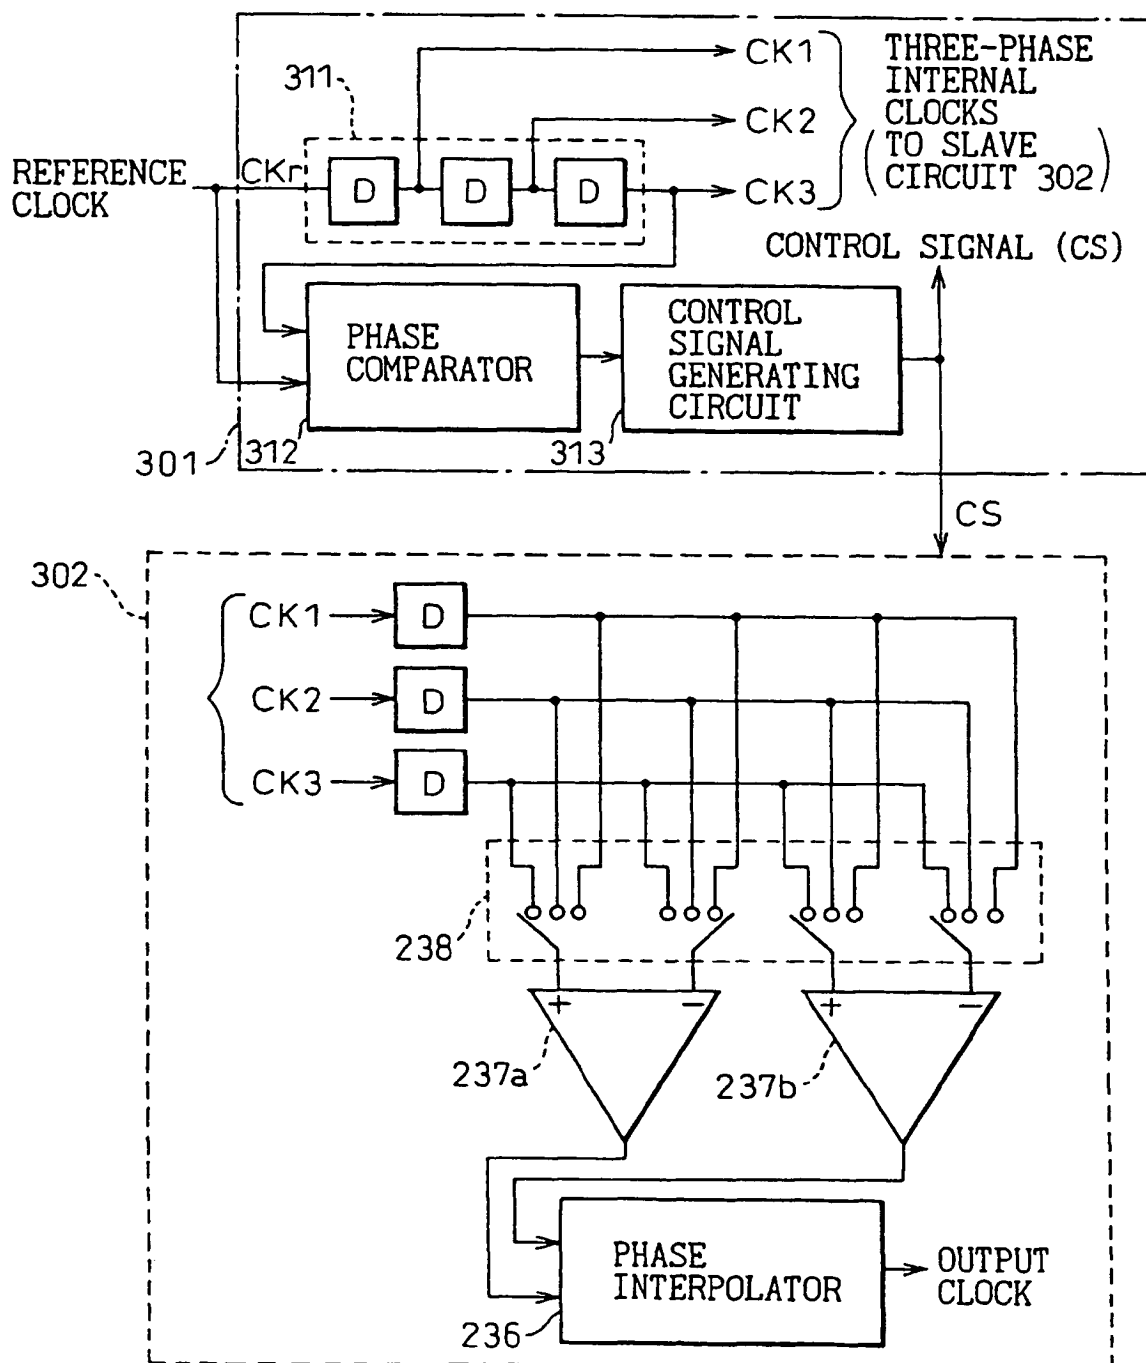 311
CK1
CK2
CK3
THREE-PHASE
INTERNAL
CLOCKS
(TO SLAVE
CIRCUIT 302)
REFERENCE
CLOCK
CKr
D
D
D
CONTROL SIGNAL (CS)
PHASE
COMPARATOR
CONTROL
SIGNAL
GENERATING
CIRCUIT
301
312
313
CS
302
CK1
D
CK2
D
CK3
D
238
+
−
+
−
237a
237b
PHASE
INTERPOLATOR
OUTPUT
CLOCK
236